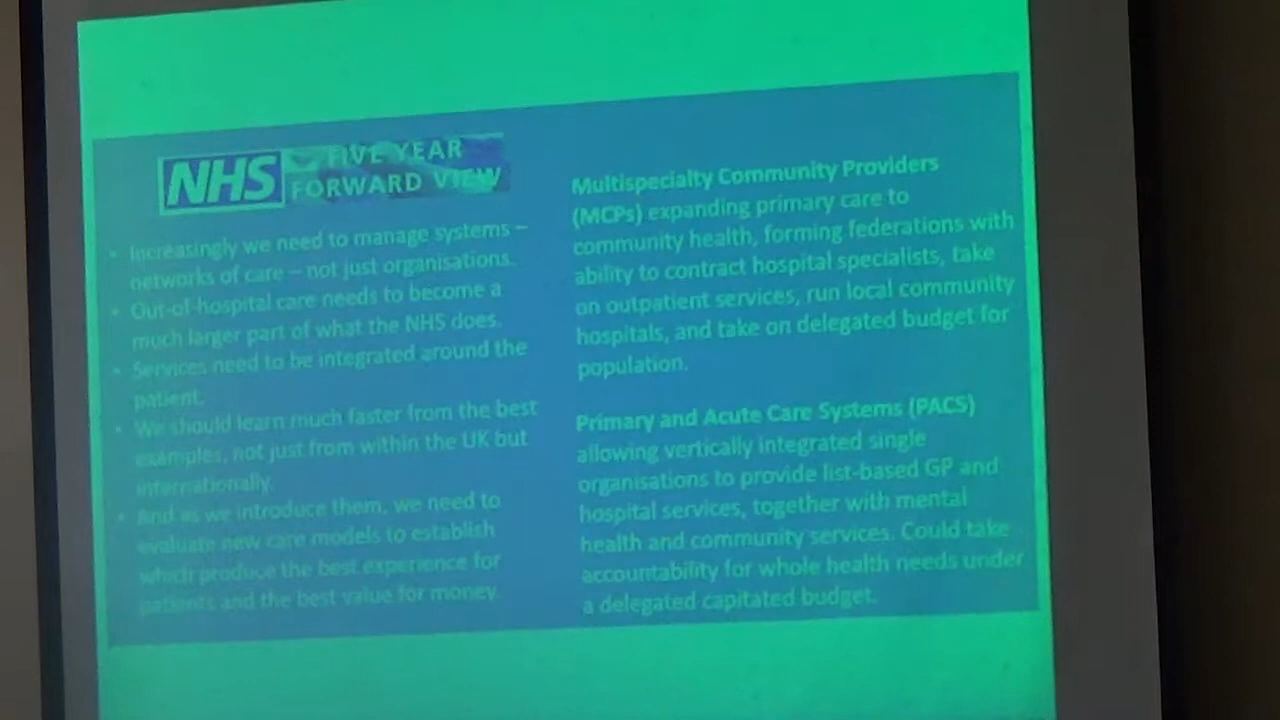 NHS FIVE YEAR
FORWARD VIEW
• Increasingly we need to manage systems –
networks of care – not just organisations.
• Out-of-hospital care needs to become a
much larger part of what the NHS does.
• Services need to be integrated around the
patient.
• We should learn much faster from the best
examples, not just from within the UK but
internationally.
• And as we introduce them, we need to
evaluate new care models to establish
which produce the best experience for
patients and the best value for money.
Multispecialty Community Providers
(MCPs) expanding primary care to
community health, forming federations with
ability to contract hospital specialists, take
on outpatient services, run local community
hospitals, and take on delegated budget for
population.
Primary and Acute Care Systems (PACS)
allowing vertically integrated single
organisations to provide list-based GP and
hospital services, together with mental
health and community services. Could take
accountability for whole health needs under
a delegated capitated budget.